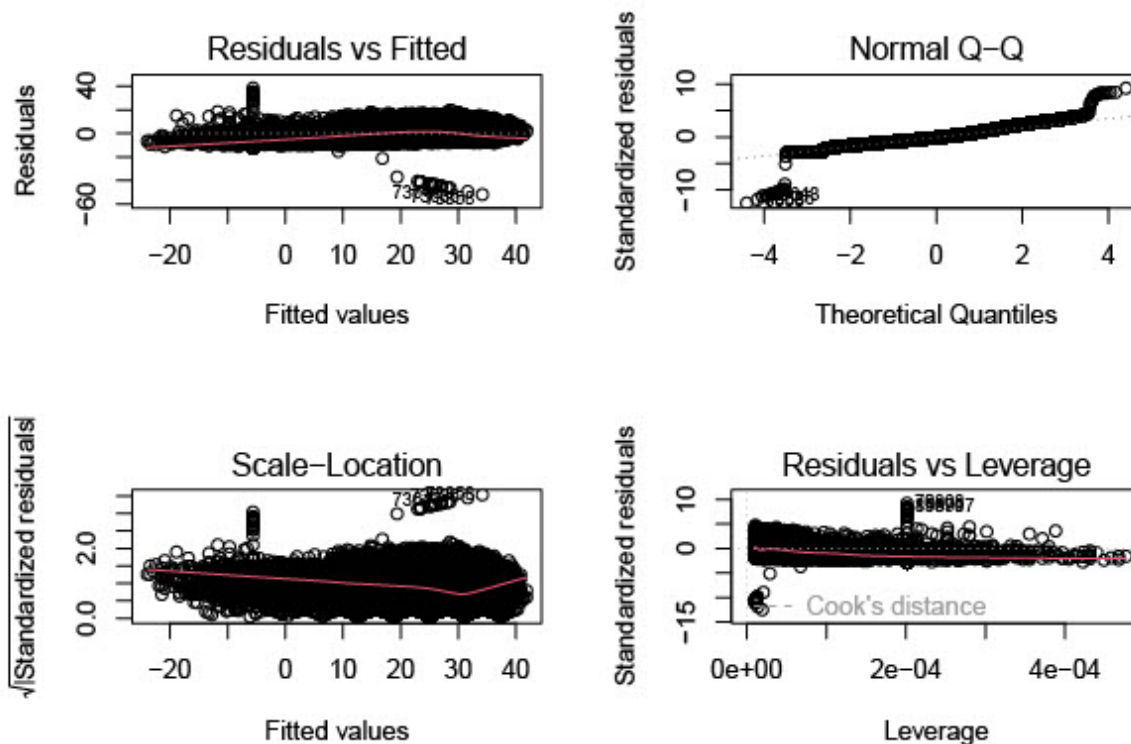 Residuals vs Fitted
Residuals
40
0
−60
−20 0 10 20 30 40
Fitted values
Normal Q−Q
Standardized residuals
10
0
−10
−4 −2 0 2 4
Theoretical Quantiles
Scale−Location
√|Standardized residuals|
2.0
0.0
−20 0 10 20 30 40
Fitted values
Residuals vs Leverage
Standardized residuals
10
0
−15
Cook's distance
0e+00 2e−04 4e−04
Leverage